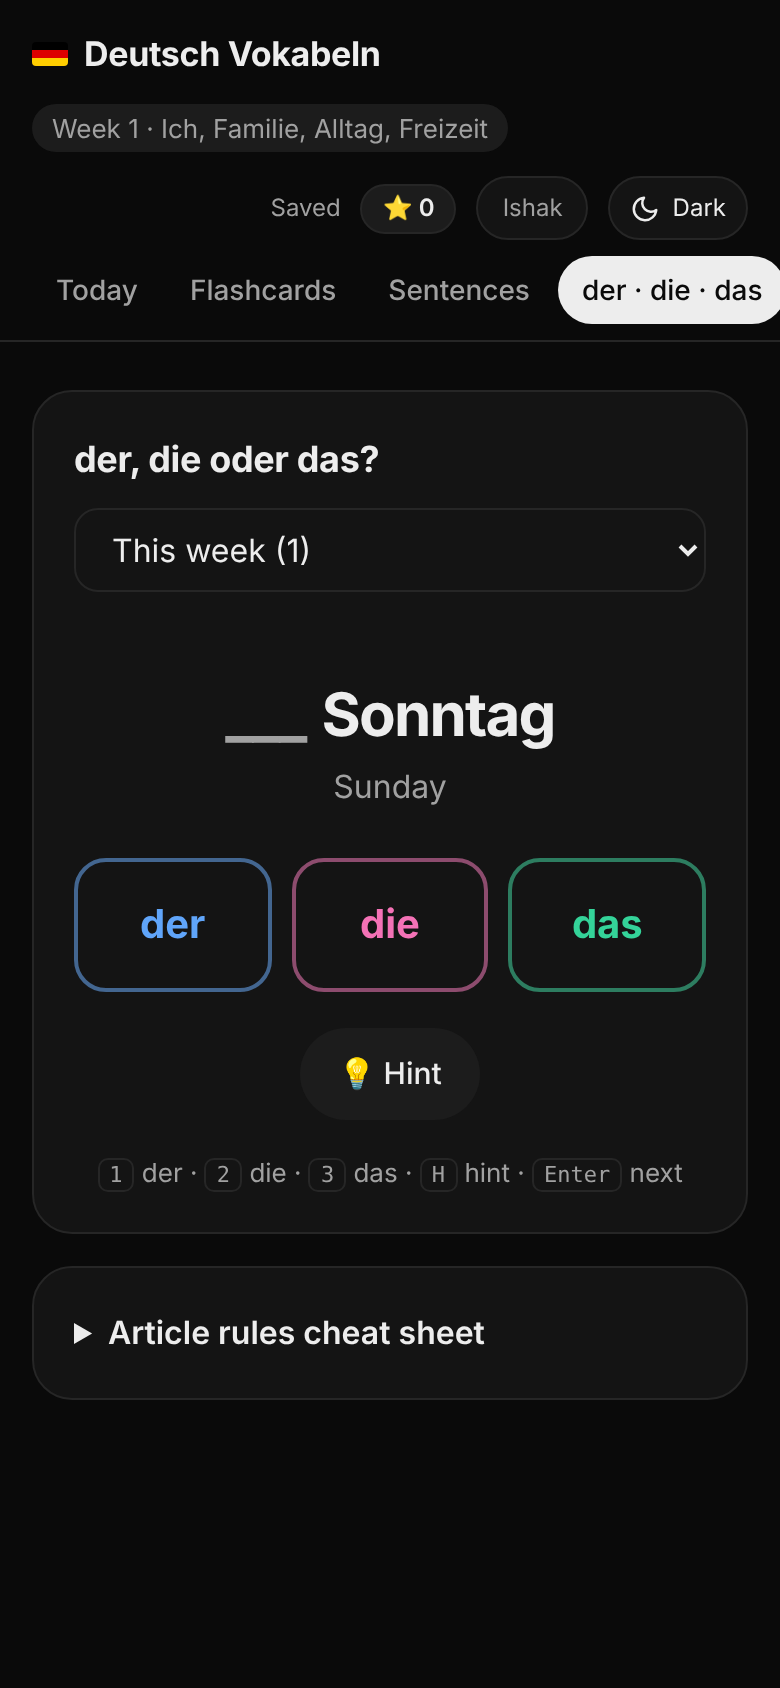 Deutsch Vokabeln
Week 1 · Ich, Familie, Alltag, Freizeit
Saved ⭐ 0 Ishak Dark
Today Flashcards Sentences der · die · das
der, die oder das?
This week (1)
___ Sonntag
Sunday
der die das
💡 Hint
1 der · 2 die · 3 das · H hint · Enter next
▶ Article rules cheat sheet